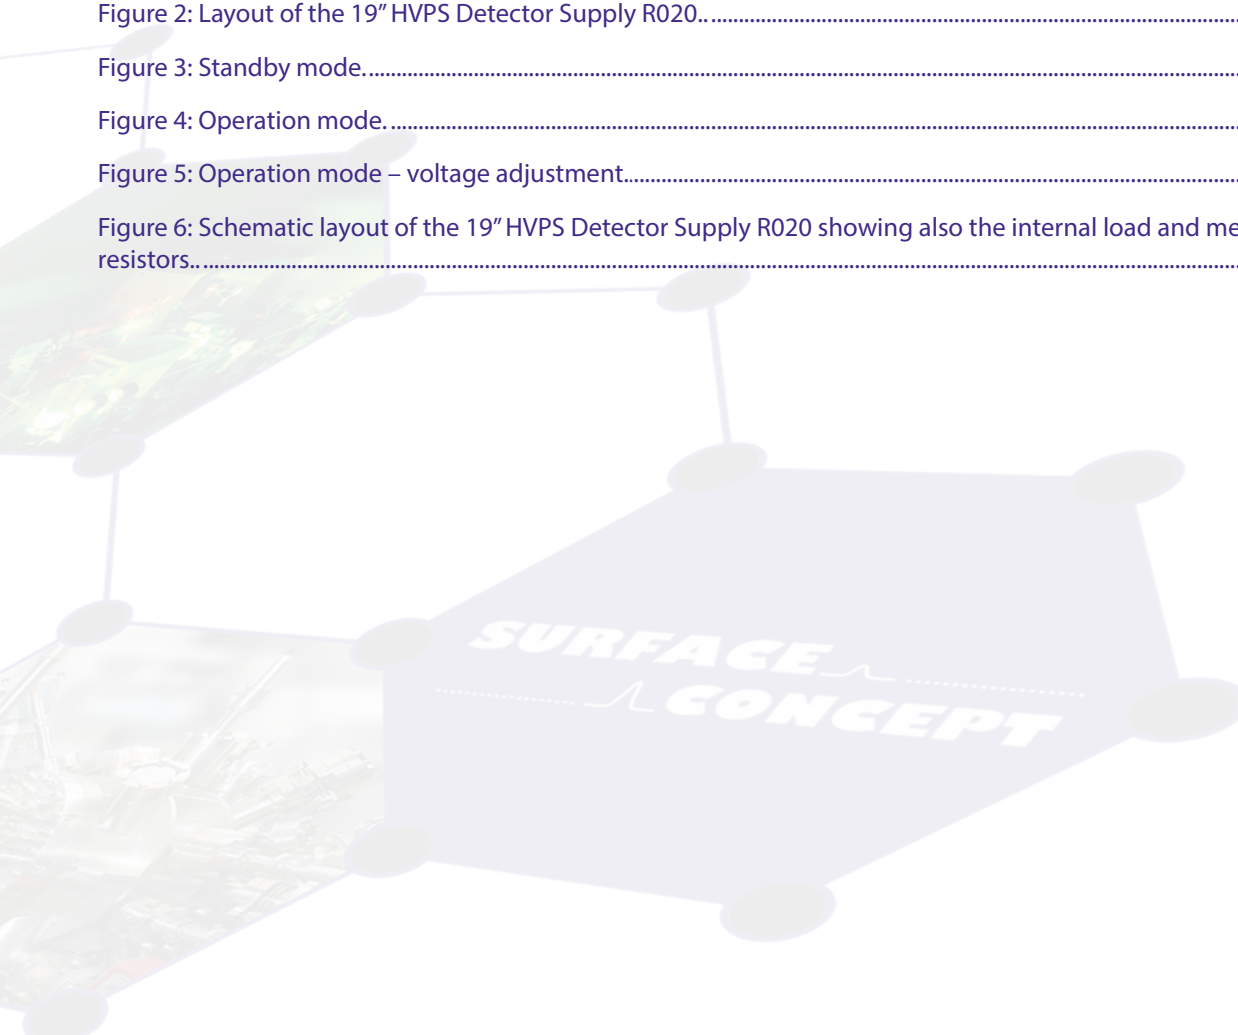 Figure 2: Layout of the 19” HVPS Detector Supply R020.. ........................................................................................................
Figure 3: Standby mode. ........................................................................................................
Figure 4: Operation mode. ........................................................................................................
Figure 5: Operation mode – voltage adjustment.........................................................................................................
Figure 6: Schematic layout of the 19” HVPS Detector Supply R020 showing also the internal load and me
resistors.. ........................................................................................................
SURFACE
CONCEPT